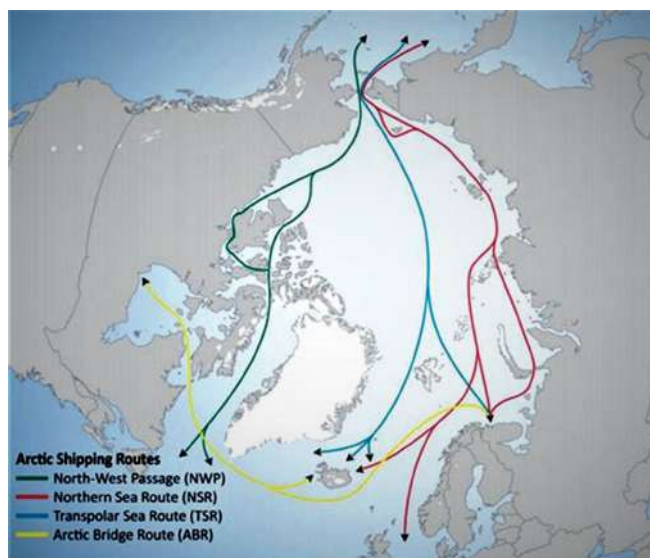 Arctic Shipping Routes
North-West Passage (NWP)
Northern Sea Route (NSR)
Transpolar Sea Route (TSR)
Arctic Bridge Route (ABR)